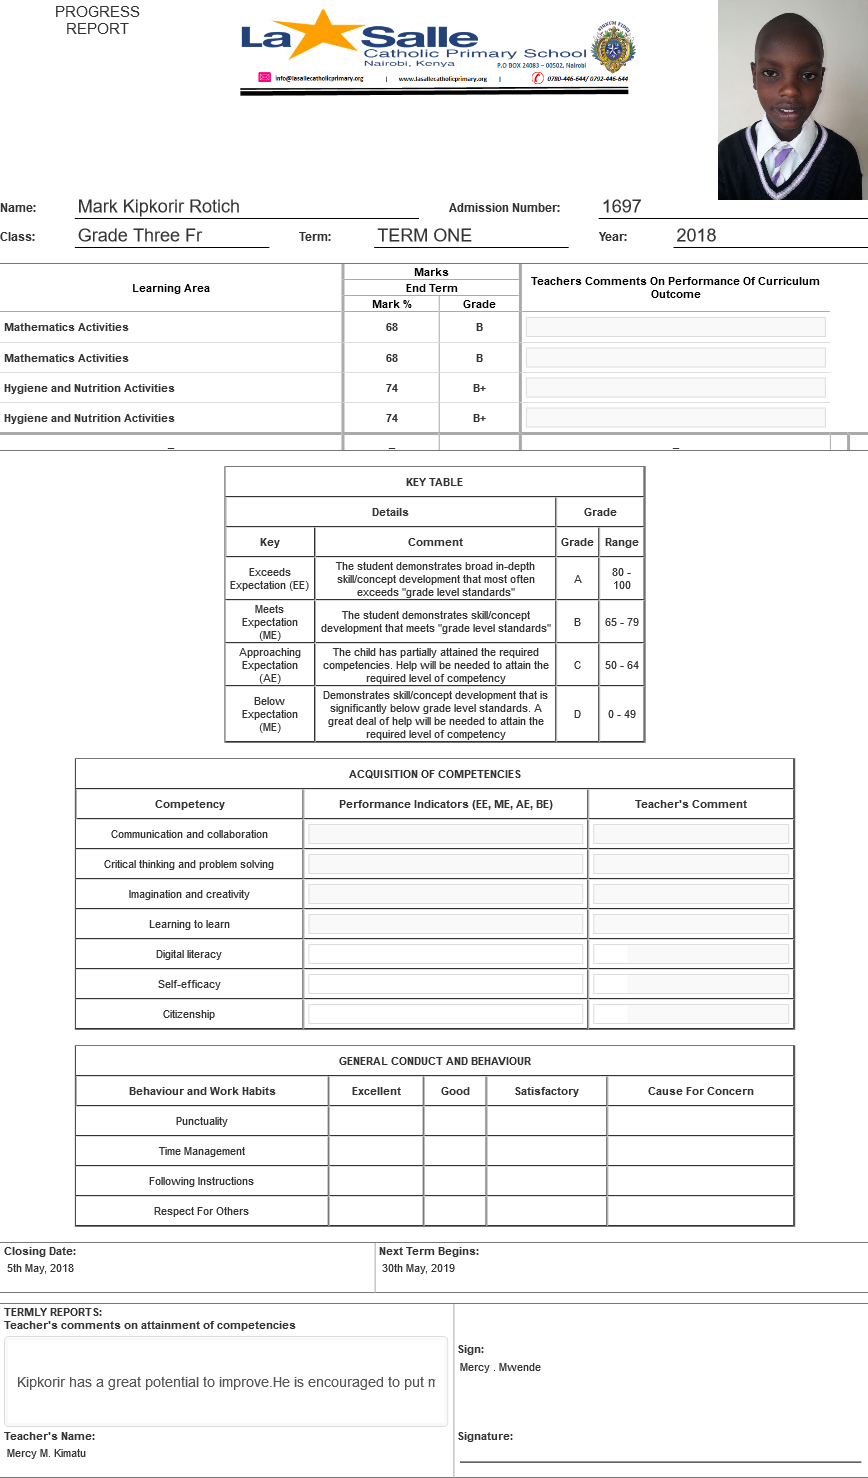 PROGRESS
REPORT
La Salle
Catholic Primary School
Nairobi, Kenya
P.O BOX 24083 – 00502, Nairobi
info@lasallecatholicprimary.org | www.lasallecatholicprimary.org | 0780-446-644/ 0792-446-644
Name: Mark Kipkorir Rotich Admission Number: 1697
Class: Grade Three Fr Term: TERM ONE Year: 2018
Learning Area Marks Teachers Comments On Performance Of Curriculum Outcome
End Term
Mark % Grade
Mathematics Activities 68 B
Mathematics Activities 68 B
Hygiene and Nutrition Activities 74 B+
Hygiene and Nutrition Activities 74 B+
_ _ _
KEY TABLE
Details Grade
Key Comment Grade Range
Exceeds Expectation (EE) The student demonstrates broad in-depth skill/concept development that most often exceeds "grade level standards" A 80 - 100
Meets Expectation (ME) The student demonstrates skill/concept development that meets "grade level standards" B 65 - 79
Approaching Expectation (AE) The child has partially attained the required competencies. Help will be needed to attain the required level of competency C 50 - 64
Below Expectation (ME) Demonstrates skill/concept development that is significantly below grade level standards. A great deal of help will be needed to attain the required level of competency D 0 - 49
ACQUISITION OF COMPETENCIES
Competency Performance Indicators (EE, ME, AE, BE) Teacher's Comment
Communication and collaboration
Critical thinking and problem solving
Imagination and creativity
Learning to learn
Digital literacy
Self-efficacy
Citizenship
GENERAL CONDUCT AND BEHAVIOUR
Behaviour and Work Habits Excellent Good Satisfactory Cause For Concern
Punctuality
Time Management
Following Instructions
Respect For Others
Closing Date: Next Term Begins:
5th May, 2018 30th May, 2019
TERMLY REPORTS:
Teacher's comments on attainment of competencies
Kipkorir has a great potential to improve.He is encouraged to put
Sign:
Mercy . Mwende
Teacher's Name:
Mercy M. Kimatu
Signature: